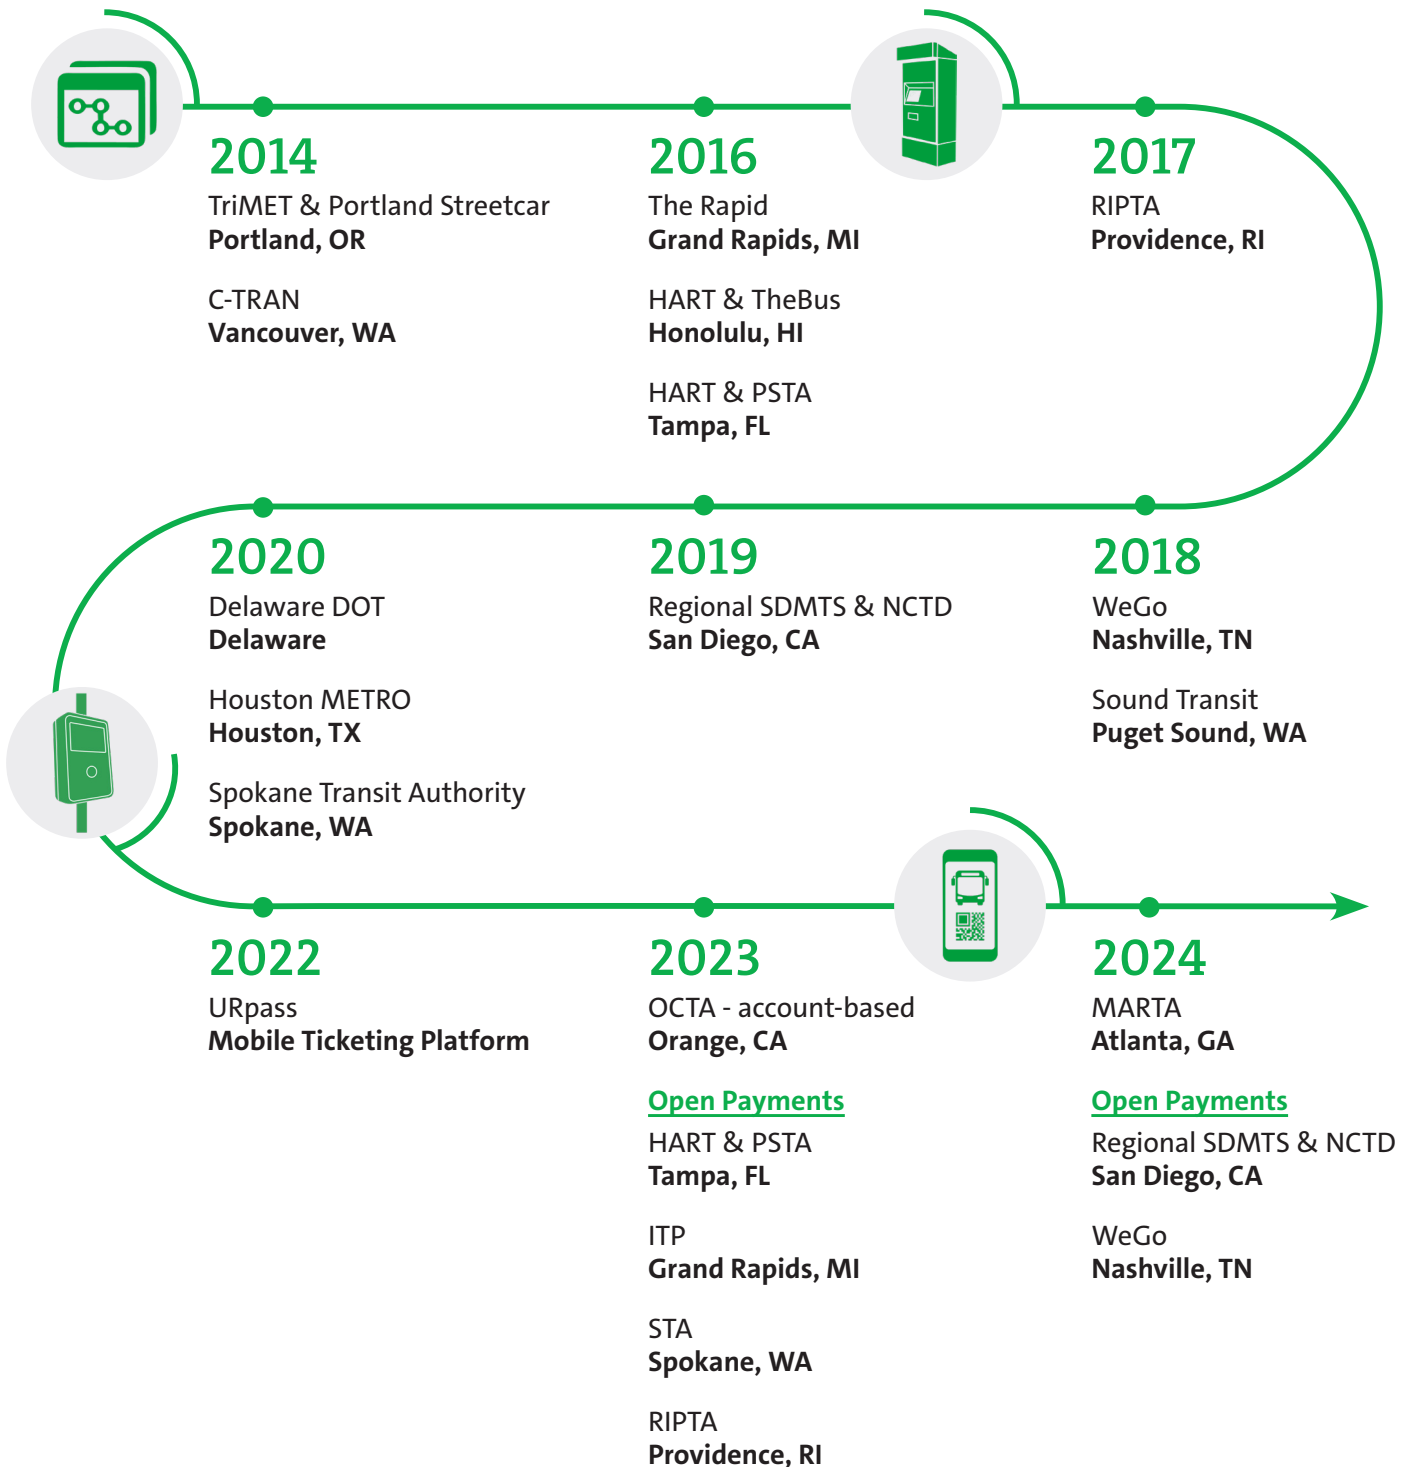 2014
TriMET & Portland Streetcar
Portland, OR
C-TRAN
Vancouver, WA
2016
The Rapid
Grand Rapids, MI
HART & TheBus
Honolulu, HI
HART & PSTA
Tampa, FL
2017
RIPTA
Providence, RI
2018
WeGo
Nashville, TN
Sound Transit
Puget Sound, WA
2019
Regional SDMTS & NCTD
San Diego, CA
2020
Delaware DOT
Delaware
Houston METRO
Houston, TX
Spokane Transit Authority
Spokane, WA
2022
URpass
Mobile Ticketing Platform
2023
OCTA - account-based
Orange, CA
Open Payments
HART & PSTA
Tampa, FL
ITP
Grand Rapids, MI
STA
Spokane, WA
RIPTA
Providence, RI
2024
MARTA
Atlanta, GA
Open Payments
Regional SDMTS & NCTD
San Diego, CA
WeGo
Nashville, TN